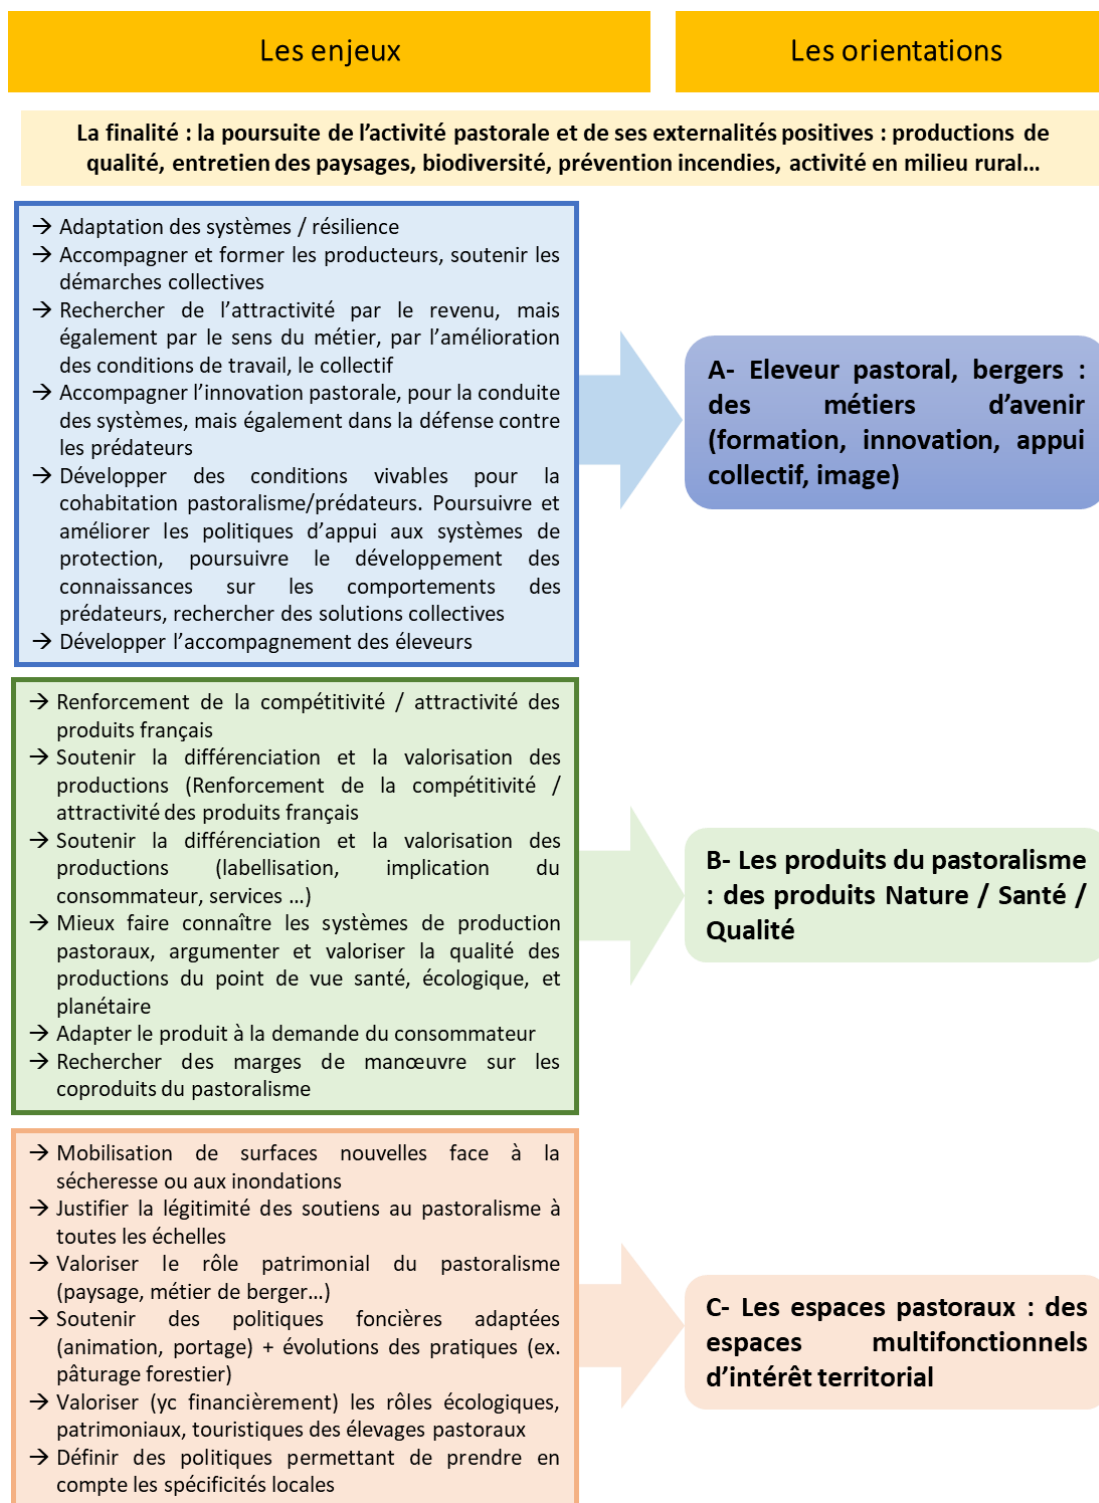 Les enjeux
Les orientations
La finalité : la poursuite de l'activité pastorale et de ses externalités positives : productions de
qualité, entretien des paysages, biodiversité, prévention incendies, activité en milieu rural...
→ Adaptation des systèmes / résilience
→ Accompagner et former les producteurs, soutenir les
démarches collectives
→ Rechercher de l'attractivité par le revenu, mais
également par le sens du métier, par l'amélioration
des conditions de travail, le collectif
→ Accompagner l'innovation pastorale, pour la conduite
des systèmes, mais également dans la défense contre
les prédateurs
→ Développer des conditions vivables pour la
cohabitation pastoralisme/prédateurs. Poursuivre et
améliorer les politiques d'appui aux systèmes de
protection, poursuivre le développement des
connaissances sur les comportements des
prédateurs, rechercher des solutions collectives
→ Développer l'accompagnement des éleveurs
A- Eleveur pastoral, bergers :
des métiers d'avenir
(formation, innovation, appui
collectif, image)
→ Renforcement de la compétitivité / attractivité des
produits français
→ Soutenir la différenciation et la valorisation des
productions (Renforcement de la compétitivité /
attractivité des produits français
→ Soutenir la différenciation et la valorisation des
productions (labellisation, implication du
consommateur, services ...)
→ Mieux faire connaître les systèmes de production
pastoraux, argumenter et valoriser la qualité des
productions du point de vue santé, écologique, et
planétaire
→ Adapter le produit à la demande du consommateur
→ Rechercher des marges de manœuvre sur les
coproduits du pastoralisme
B- Les produits du pastoralisme
: des produits Nature / Santé /
Qualité
→ Mobilisation de surfaces nouvelles face à la
sécheresse ou aux inondations
→ Justifier la légitimité des soutiens au pastoralisme à
toutes les échelles
→ Valoriser le rôle patrimonial du pastoralisme
(paysage, métier de berger...)
→ Soutenir des politiques foncières adaptées
(animation, portage) + évolutions des pratiques (ex.
pâturage forestier)
→ Valoriser (yc financièrement) les rôles écologiques,
patrimoniaux, touristiques des élevages pastoraux
→ Définir des politiques permettant de prendre en
compte les spécificités locales
C- Les espaces pastoraux : des
espaces multifonctionnels
d'intérêt territorial